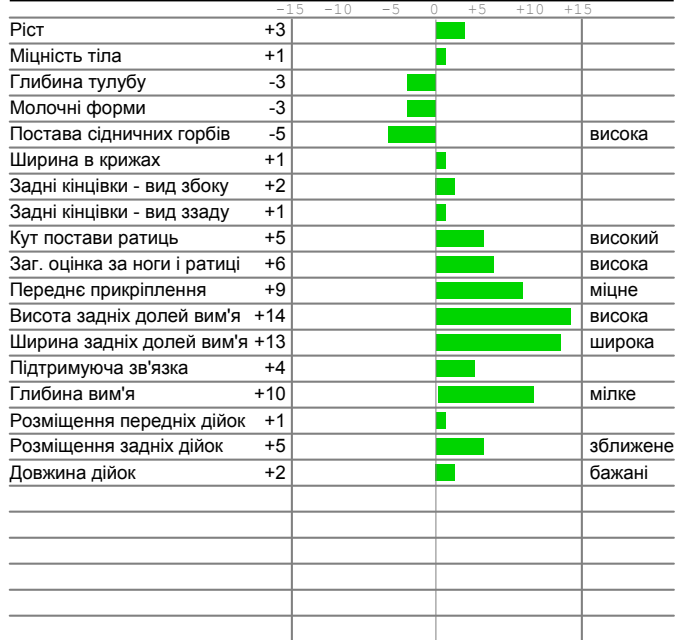 -15 -10 -5 0 +5 +10 +15
Ріст +3
Міцність тіла +1
Глибина тулубу -3
Молочні форми -3
Постава сідничних горбів -5 висока
Ширина в крижах +1
Задні кінцівки - вид збоку +2
Задні кінцівки - вид ззаду +1
Кут постави ратиць +5 високий
Заг. оцінка за ноги і ратиці +6 висока
Переднє прикріплення +9 міцне
Висота задніх долей вим'я +14 висока
Ширина задніх долей вим'я +13 широка
Підтримуюча зв'язка +4
Глибина вим'я +10 мілке
Розміщення передніх дійок +1
Розміщення задніх дійок +5 зближене
Довжина дійок +2 бажані